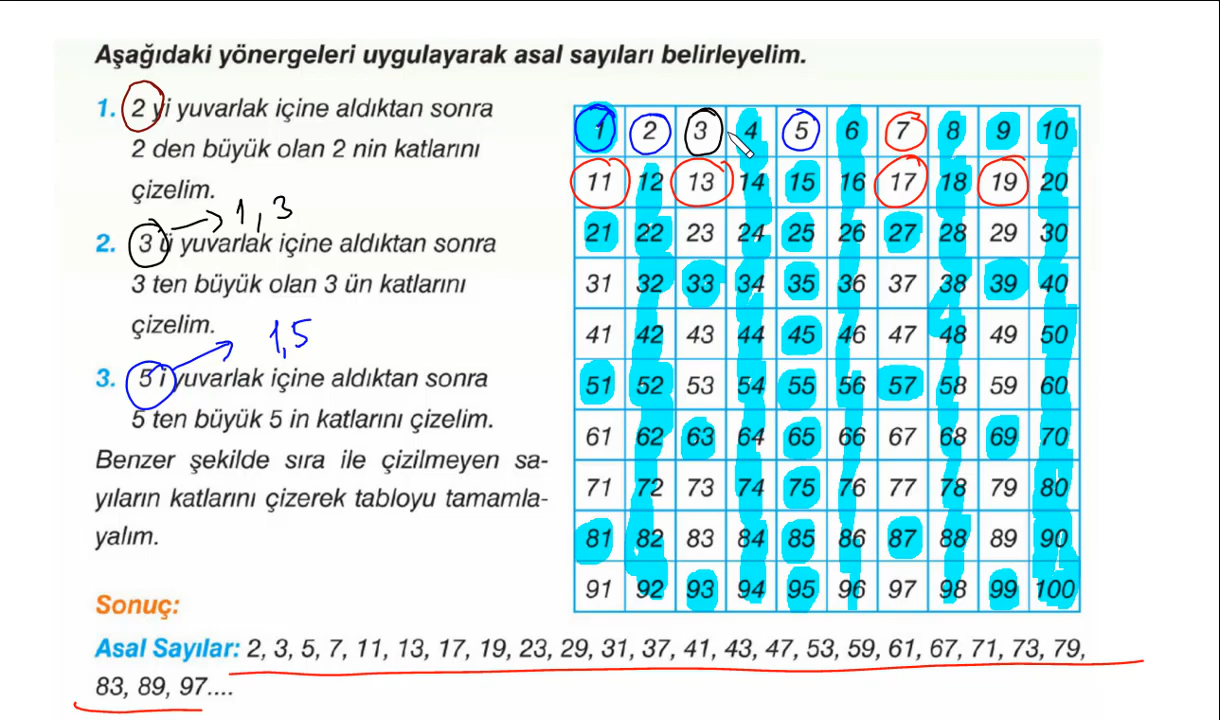 Aşağıdaki yönergeleri uygulayarak asal sayıları belirleyelim.
1. 2 yi yuvarlak içine aldıktan sonra
2 den büyük olan 2 nin katlarını
çizelim.
1, 3
2. 3 ü yuvarlak içine aldıktan sonra
3 ten büyük olan 3 ün katlarını
çizelim.
1,5
3. 5 i yuvarlak içine aldıktan sonra
5 ten büyük 5 in katlarını çizelim.
Benzer şekilde sıra ile çizilmeyen sa-
yıların katlarını çizerek tabloyu tamamla-
yalım.
1 2 3 4 5 6 7 8 9 10
11 12 13 14 15 16 17 18 19 20
21 22 23 24 25 26 27 28 29 30
31 32 33 34 35 36 37 38 39 40
41 42 43 44 45 46 47 48 49 50
51 52 53 54 55 56 57 58 59 60
61 62 63 64 65 66 67 68 69 70
71 72 73 74 75 76 77 78 79 80
81 82 83 84 85 86 87 88 89 90
91 92 93 94 95 96 97 98 99 100
Sonuç:
Asal Sayılar: 2, 3, 5, 7, 11, 13, 17, 19, 23, 29, 31, 37, 41, 43, 47, 53, 59, 61, 67, 71, 73, 79,
83, 89, 97....